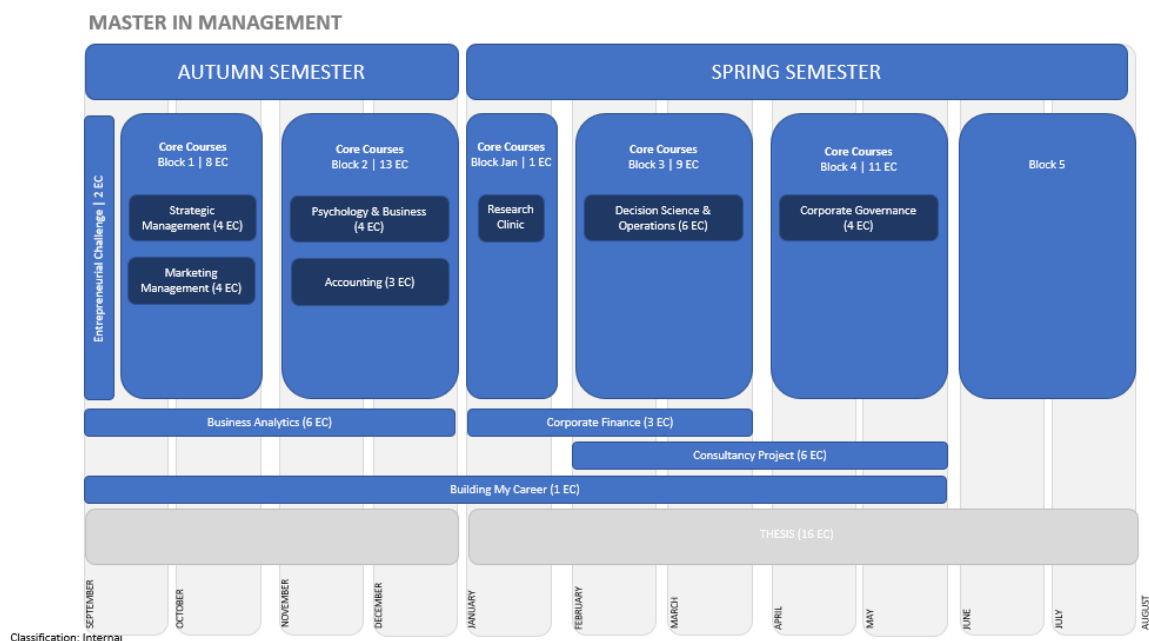 MASTER IN MANAGEMENT
AUTUMN SEMESTER
SPRING SEMESTER
Entrepreneurial Challenge | 2 EC
Core Courses
Block 1 | 8 EC
Strategic
Management (4 EC)
Marketing
Management (4 EC)
Core Courses
Block 2 | 13 EC
Psychology & Business
(4 EC)
Accounting (3 EC)
Core Courses
Block Jan | 1 EC
Research
Clinic
Core Courses
Block 3 | 9 EC
Decision Science &
Operations (6 EC)
Core Courses
Block 4 | 11 EC
Corporate Governance
(4 EC)
Block 5
Business Analytics (6 EC)
Corporate Finance (3 EC)
Consultancy Project (6 EC)
Building My Career (1 EC)
THESIS (16 EC)
SEPTEMBER
OCTOBER
NOVEMBER
DECEMBER
JANUARY
FEBRUARY
MARCH
APRIL
MAY
JUNE
JULY
AUGUST
Classification: Internal